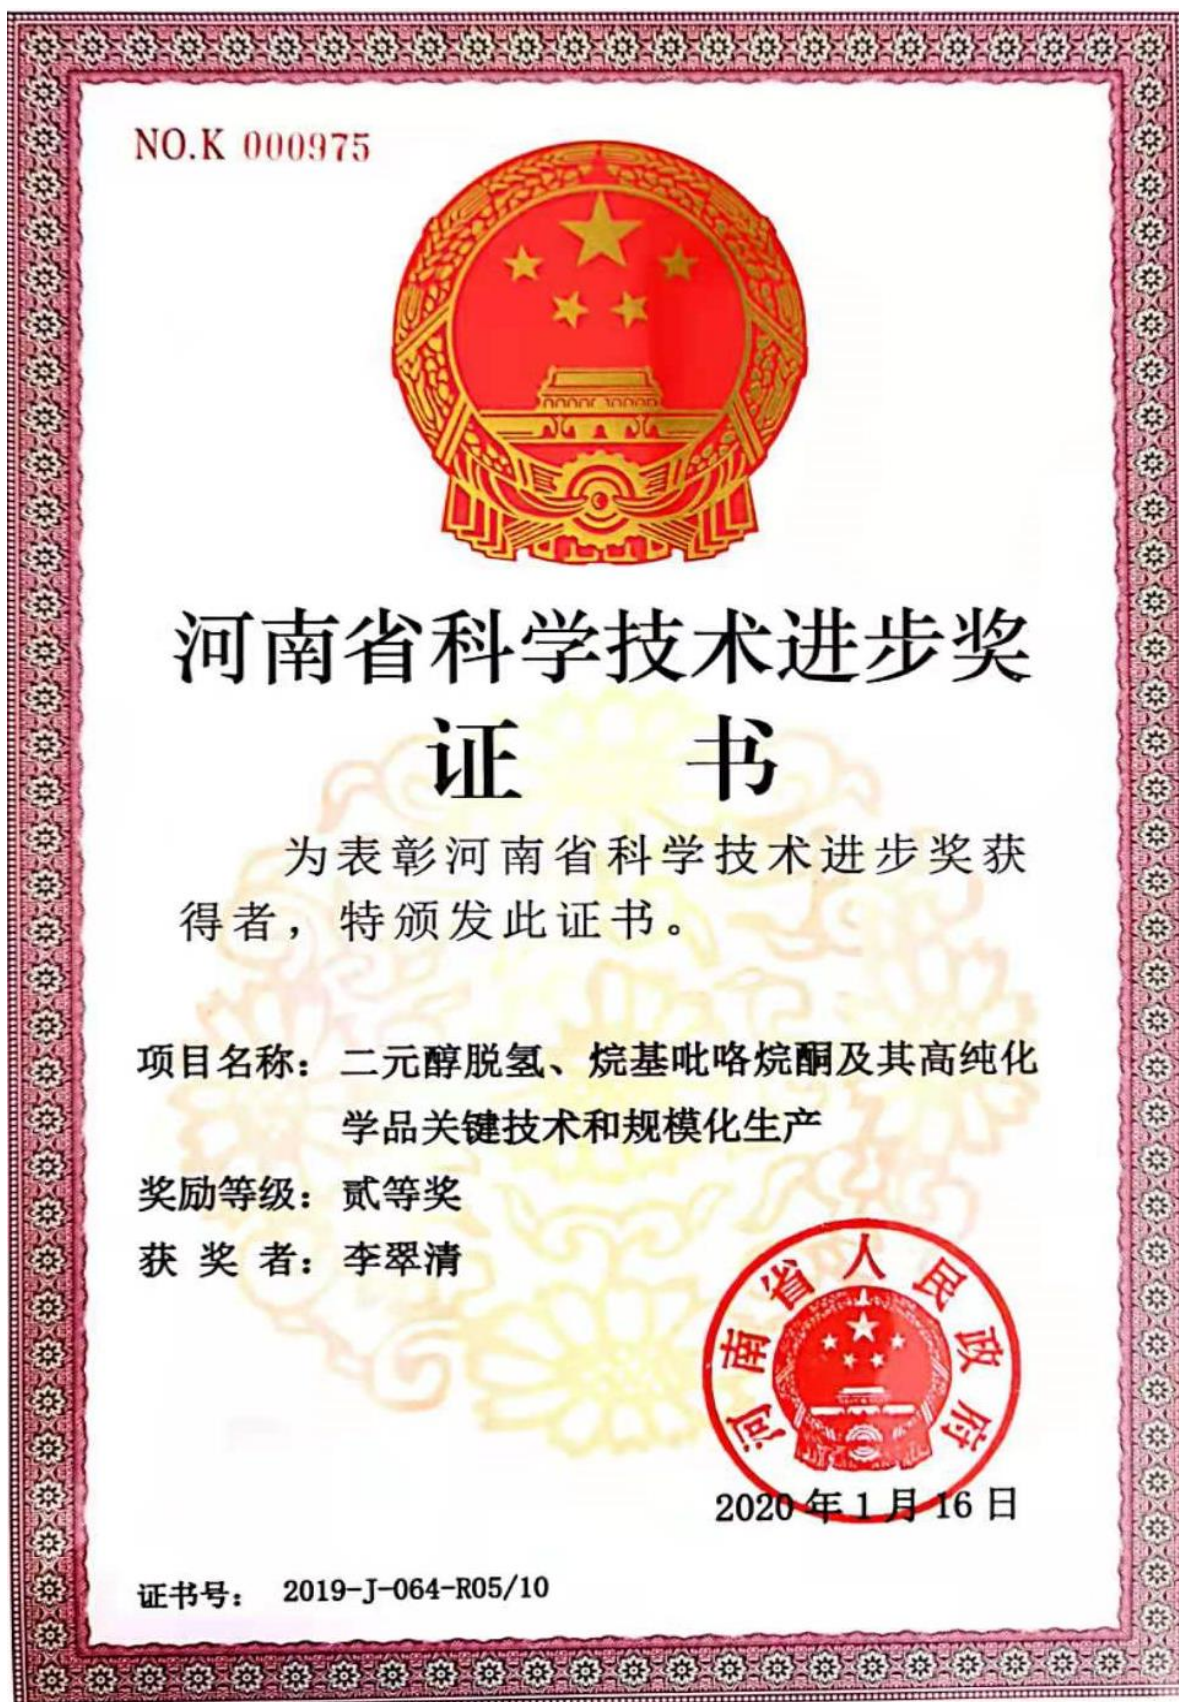 NO.K 000975
河南省科学技术进步奖
证 书
为表彰河南省科学技术进步奖获
得者，特颁发此证书。
项目名称：二元醇脱氢、烷基吡咯烷酮及其高纯化
学品关键技术和规模化生产
奖励等级：贰等奖
获 奖 者：李翠清
河南省人民政府
2020年1月16日
证书号： 2019-J-064-R05/10